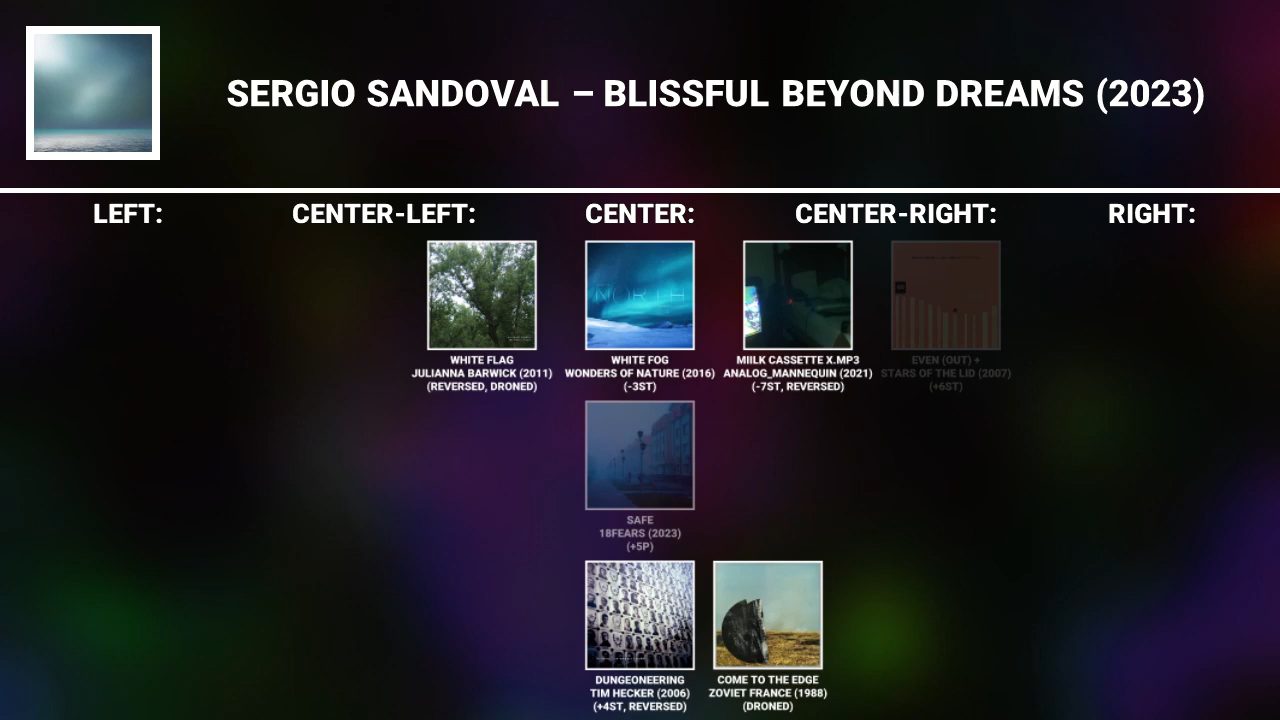 SERGIO SANDOVAL – BLISSFUL BEYOND DREAMS (2023)
LEFT:
CENTER-LEFT:
CENTER:
CENTER-RIGHT:
RIGHT:
NORTH
WHITE FLAG
JULIANNA BARWICK (2011)
(REVERSED, DRONED)
WHITE FOG
WONDERS OF NATURE (2016)
(-3ST)
MIILK CASSETTE X.MP3
ANALOG_MANNEQUIN (2021)
(-7ST, REVERSED)
EVEN (OUT) +
STARS OF THE LID (2007)
(+6ST)
SAFE
18FEARS (2023)
(+5P)
DUNGEONEERING
TIM HECKER (2006)
(+4ST, REVERSED)
COME TO THE EDGE
ZOVIET FRANCE (1988)
(DRONED)